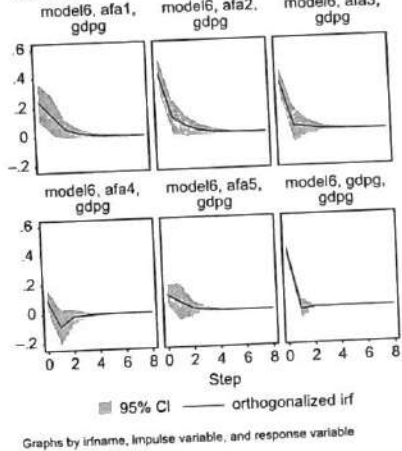 model6, afa1,
gdpg
model6, afa2,
gdpg
model6, afa3,
gdpg
.6
.4
.2
0
-.2
model6, afa4,
gdpg
model6, afa5,
gdpg
model6, gdpg,
gdpg
.6
.4
.2
0
-.2
0 2 4 6 8 0 2 4 6 8 0 2 4 6 8
Step
95% CI orthogonalized irf
Graphs by irfname, Impulse variable, and response variable